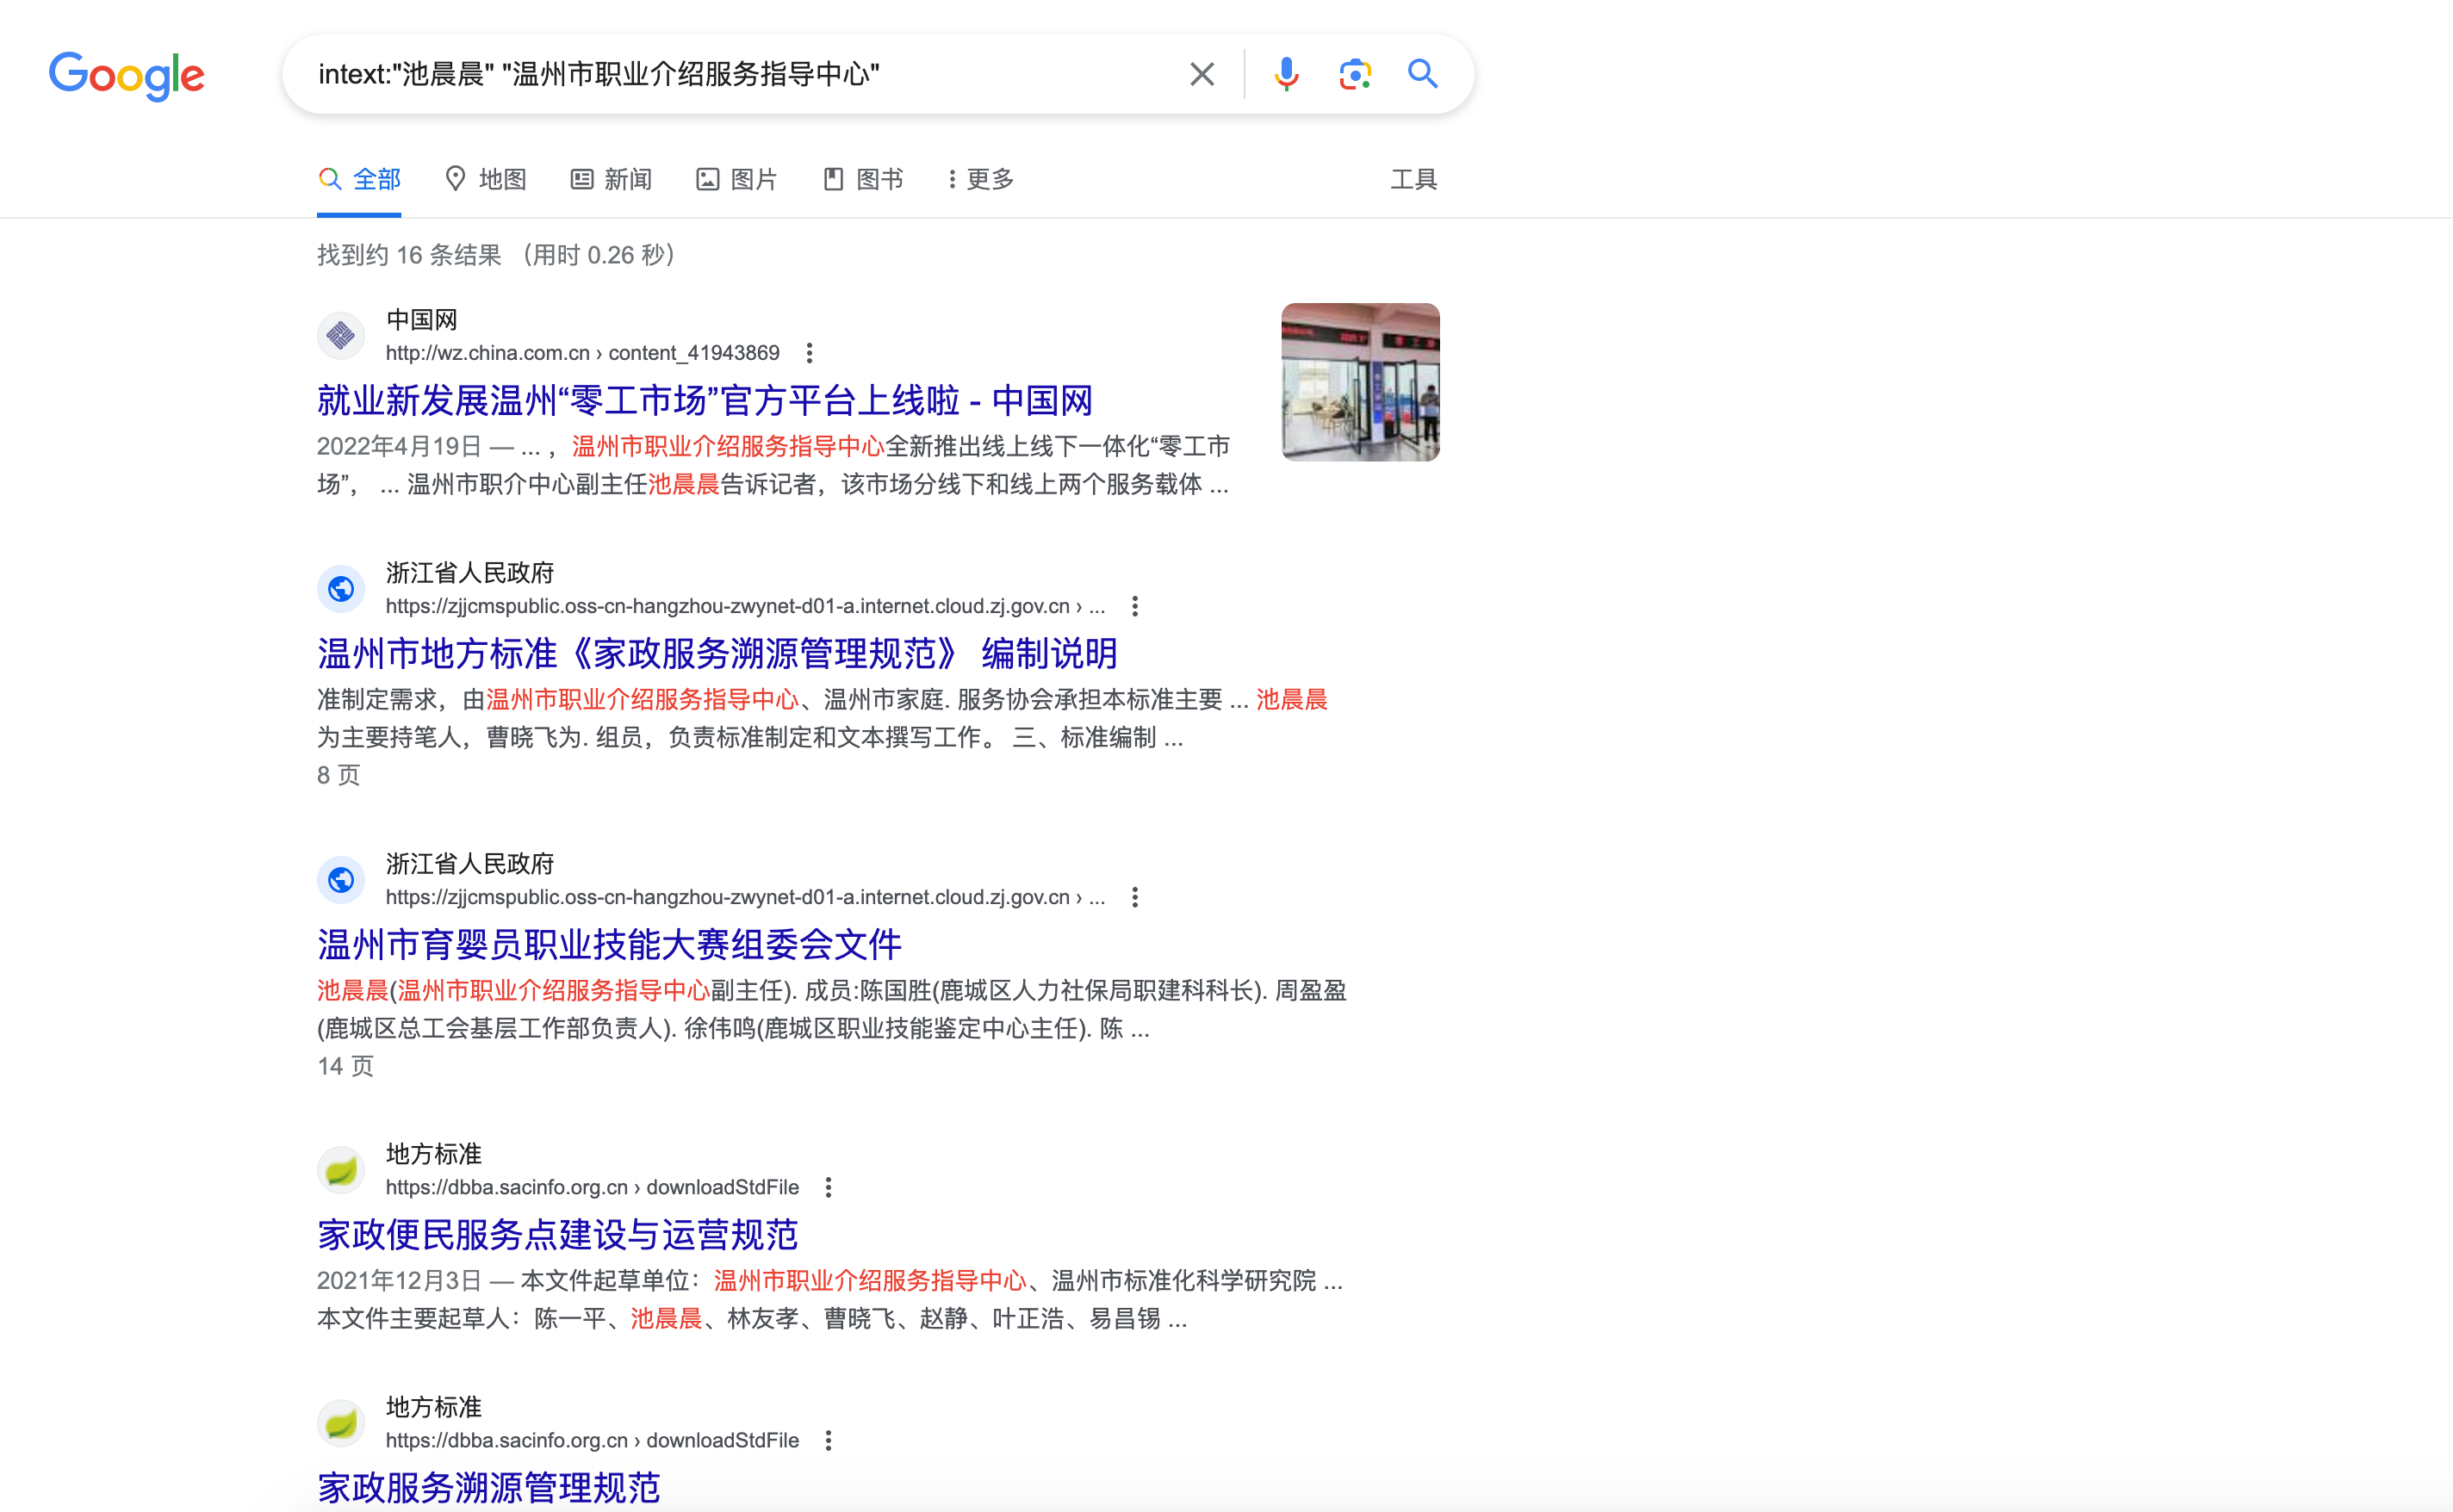 Google
intext:"池晨晨" "温州市职业介绍服务指导中心"
全部 地图 新闻 图片 图书 更多 工具
找到约 16 条结果 （用时 0.26 秒）
中国网
http://wz.china.com.cn › content_41943869
就业新发展温州“零工市场”官方平台上线啦 - 中国网
2022年4月19日 — ... ，温州市职业介绍服务指导中心全新推出线上线下一体化“零工市
场”， ... 温州市职介中心副主任池晨晨告诉记者，该市场分线下和线上两个服务载体 ...
浙江省人民政府
https://zjjcmspublic.oss-cn-hangzhou-zwynet-d01-a.internet.cloud.zj.gov.cn › ...
温州市地方标准《家政服务溯源管理规范》 编制说明
准制定需求，由温州市职业介绍服务指导中心、温州市家庭. 服务协会承担本标准主要 ... 池晨晨
为主要持笔人，曹晓飞为. 组员，负责标准制定和文本撰写工作。 三、标准编制 ...
8 页
浙江省人民政府
https://zjjcmspublic.oss-cn-hangzhou-zwynet-d01-a.internet.cloud.zj.gov.cn › ...
温州市育婴员职业技能大赛组委会文件
池晨晨(温州市职业介绍服务指导中心副主任). 成员:陈国胜(鹿城区人力社保局职建科科长). 周盈盈
(鹿城区总工会基层工作部负责人). 徐伟鸣(鹿城区职业技能鉴定中心主任). 陈 ...
14 页
地方标准
https://dbba.sacinfo.org.cn › downloadStdFile
家政便民服务点建设与运营规范
2021年12月3日 — 本文件起草单位：温州市职业介绍服务指导中心、温州市标准化科学研究院 ...
本文件主要起草人：陈一平、池晨晨、林友孝、曹晓飞、赵静、叶正浩、易昌锡 ...
地方标准
https://dbba.sacinfo.org.cn › downloadStdFile
家政服务溯源管理规范